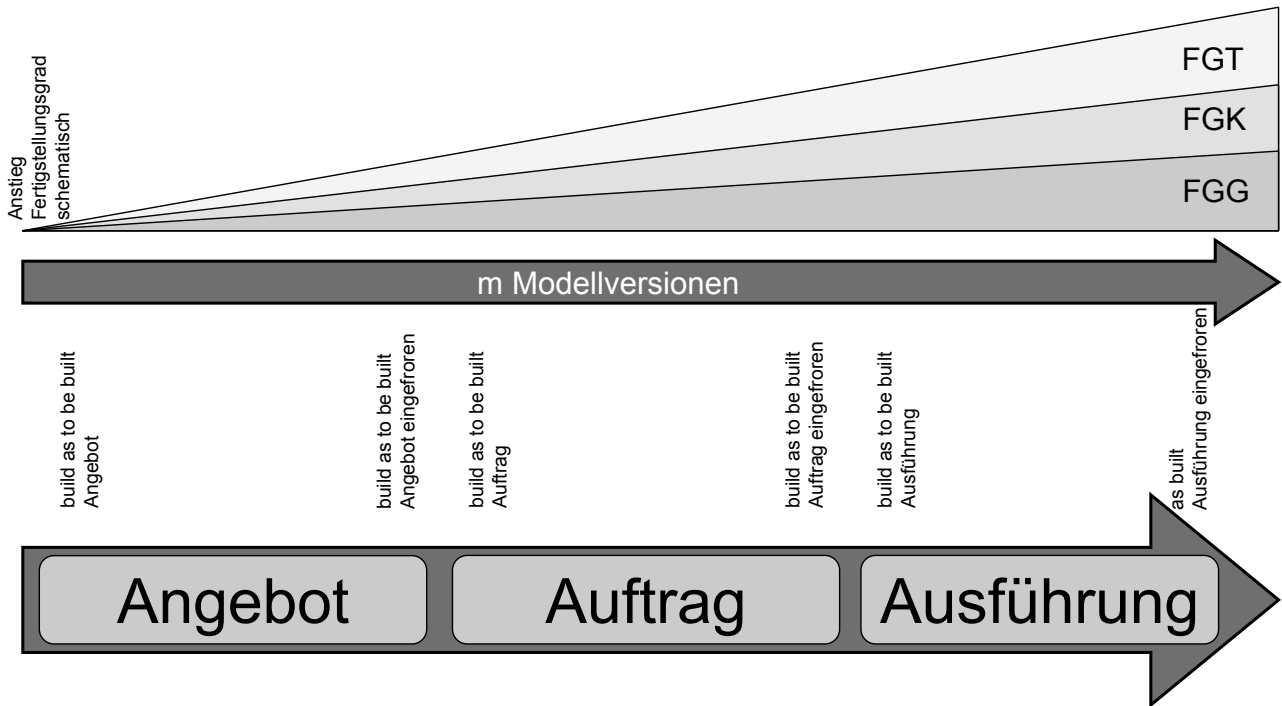 Anstieg
Fertigstellungsgrad
schematisch
FGT
FGK
FGG
m Modellversionen
build as to be built
Angebot
build as to be built
Angebot eingefroren
build as to be built
Auftrag
build as to be built
Auftrag eingefroren
build as to be built
Ausführung
as built
Ausführung eingefroren
Angebot
Auftrag
Ausführung